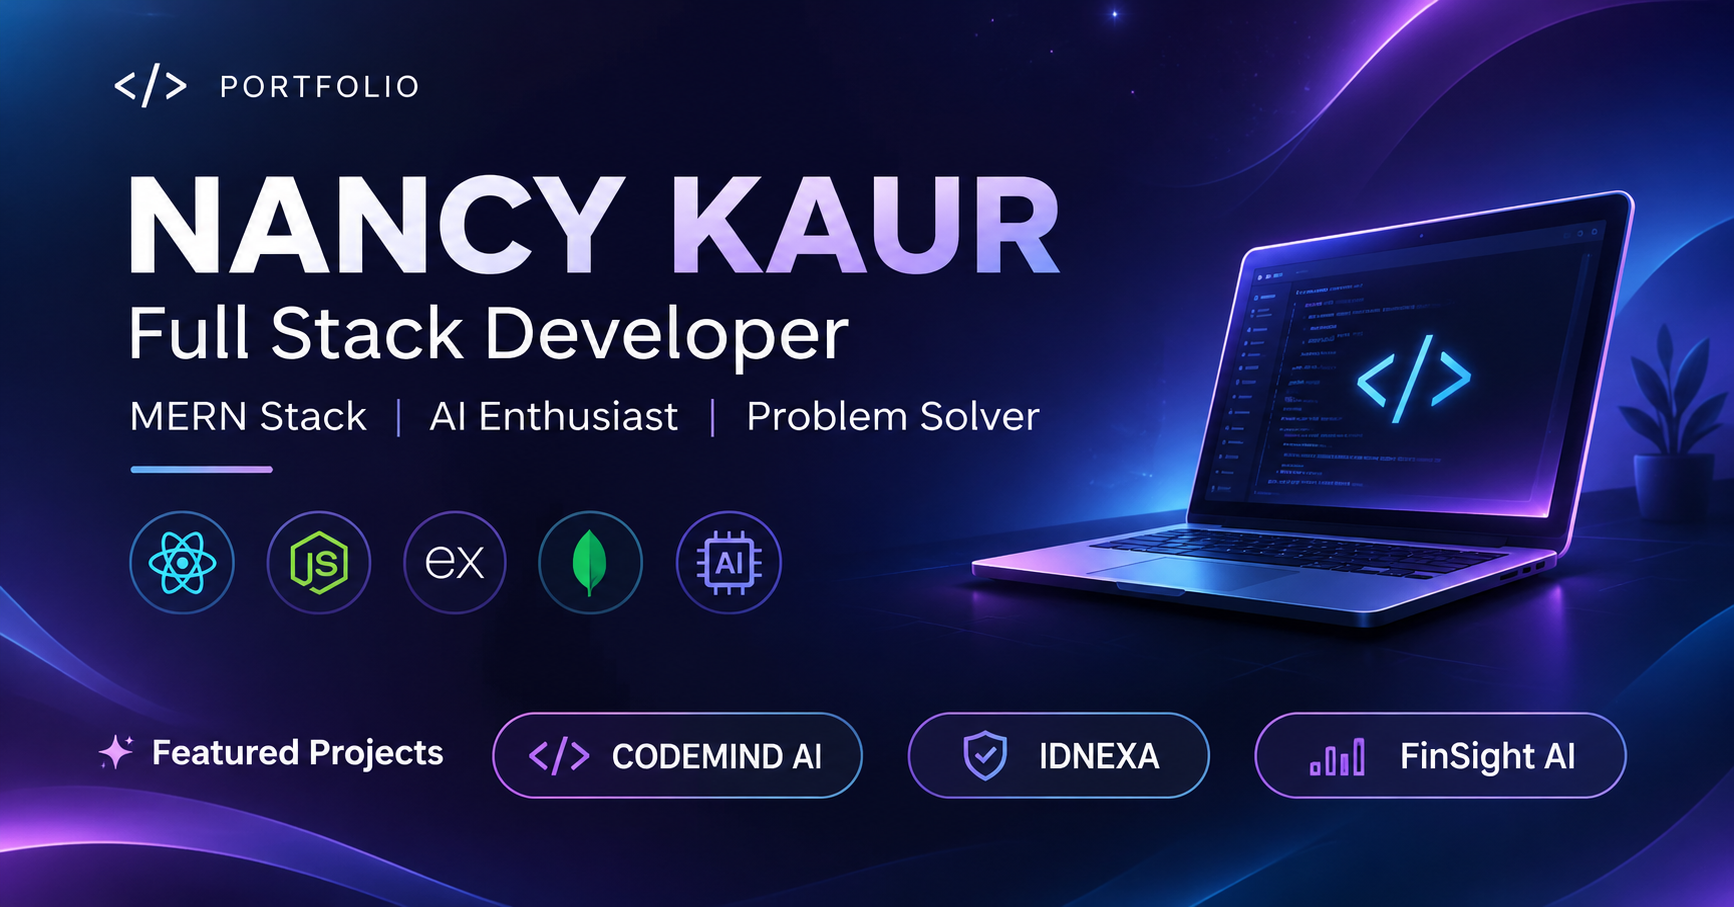 </> PORTFOLIO
NANCY KAUR
Full Stack Developer
MERN Stack | AI Enthusiast | Problem Solver
JS ex AI
</>
Featured Projects </> CODEMIND AI IDNEXA FinSight AI